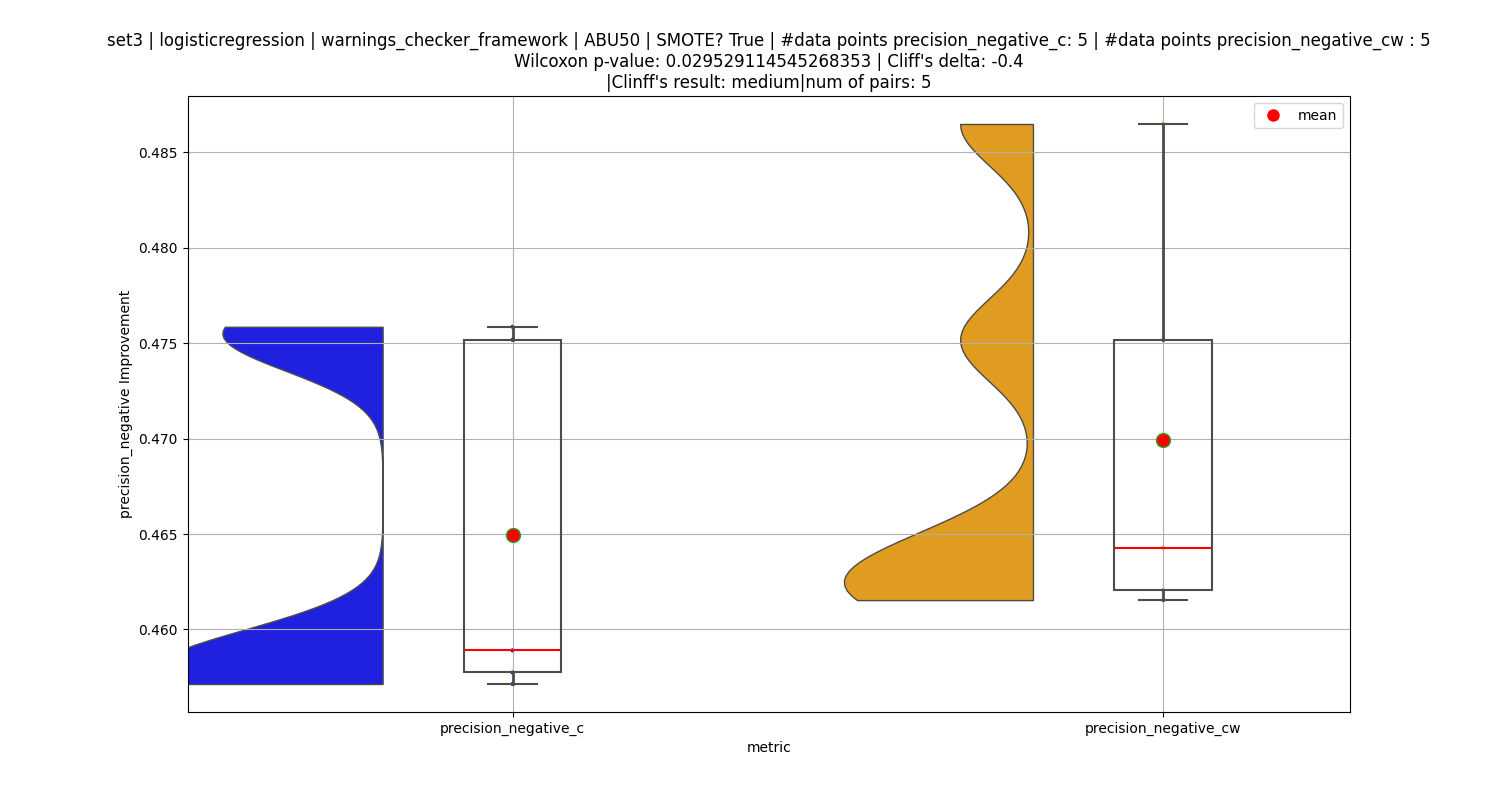 set3 | logisticregression | warnings_checker_framework | ABU50 | SMOTE? True | #data points precision_negative_c: 5 | #data points precision_negative_cw : 5
Wilcoxon p-value: 0.029529114545268353 | Cliff's delta: -0.4
|Clinff's result: medium|num of pairs: 5
mean
0.485
0.480
0.475
0.470
0.465
0.460
precision_negative Improvement
precision_negative_c
precision_negative_cw
metric